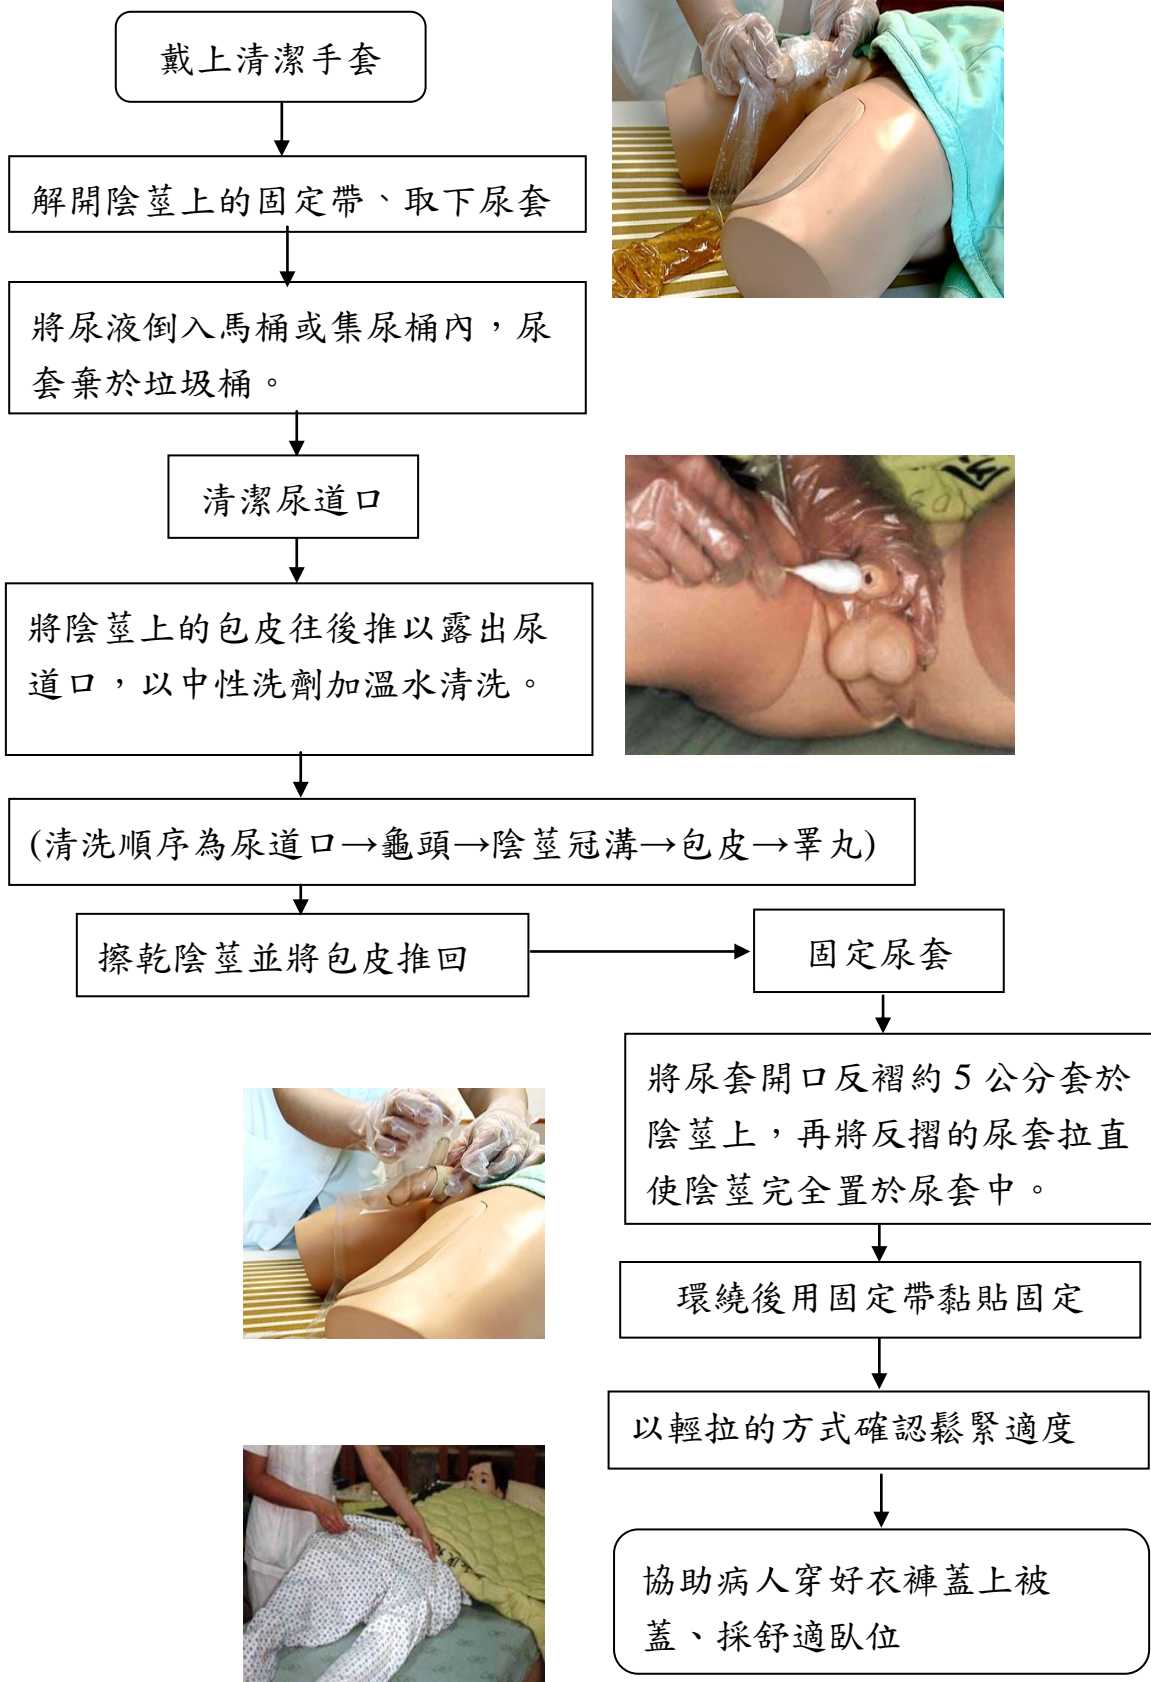 戴上清潔手套
解開陰莖上的固定帶、取下尿套
將尿液倒入馬桶或集尿桶內，尿
套棄於垃圾桶。
清潔尿道口
將陰莖上的包皮往後推以露出尿
道口，以中性洗劑加溫水清洗。
(清洗順序為尿道口→龜頭→陰莖冠溝→包皮→睪丸)
擦乾陰莖並將包皮推回
固定尿套
將尿套開口反褶約 5 公分套於
陰莖上，再將反摺的尿套拉直
使陰莖完全置於尿套中。
環繞後用固定帶黏貼固定
以輕拉的方式確認鬆緊適度
協助病人穿好衣褲蓋上被
蓋、採舒適臥位